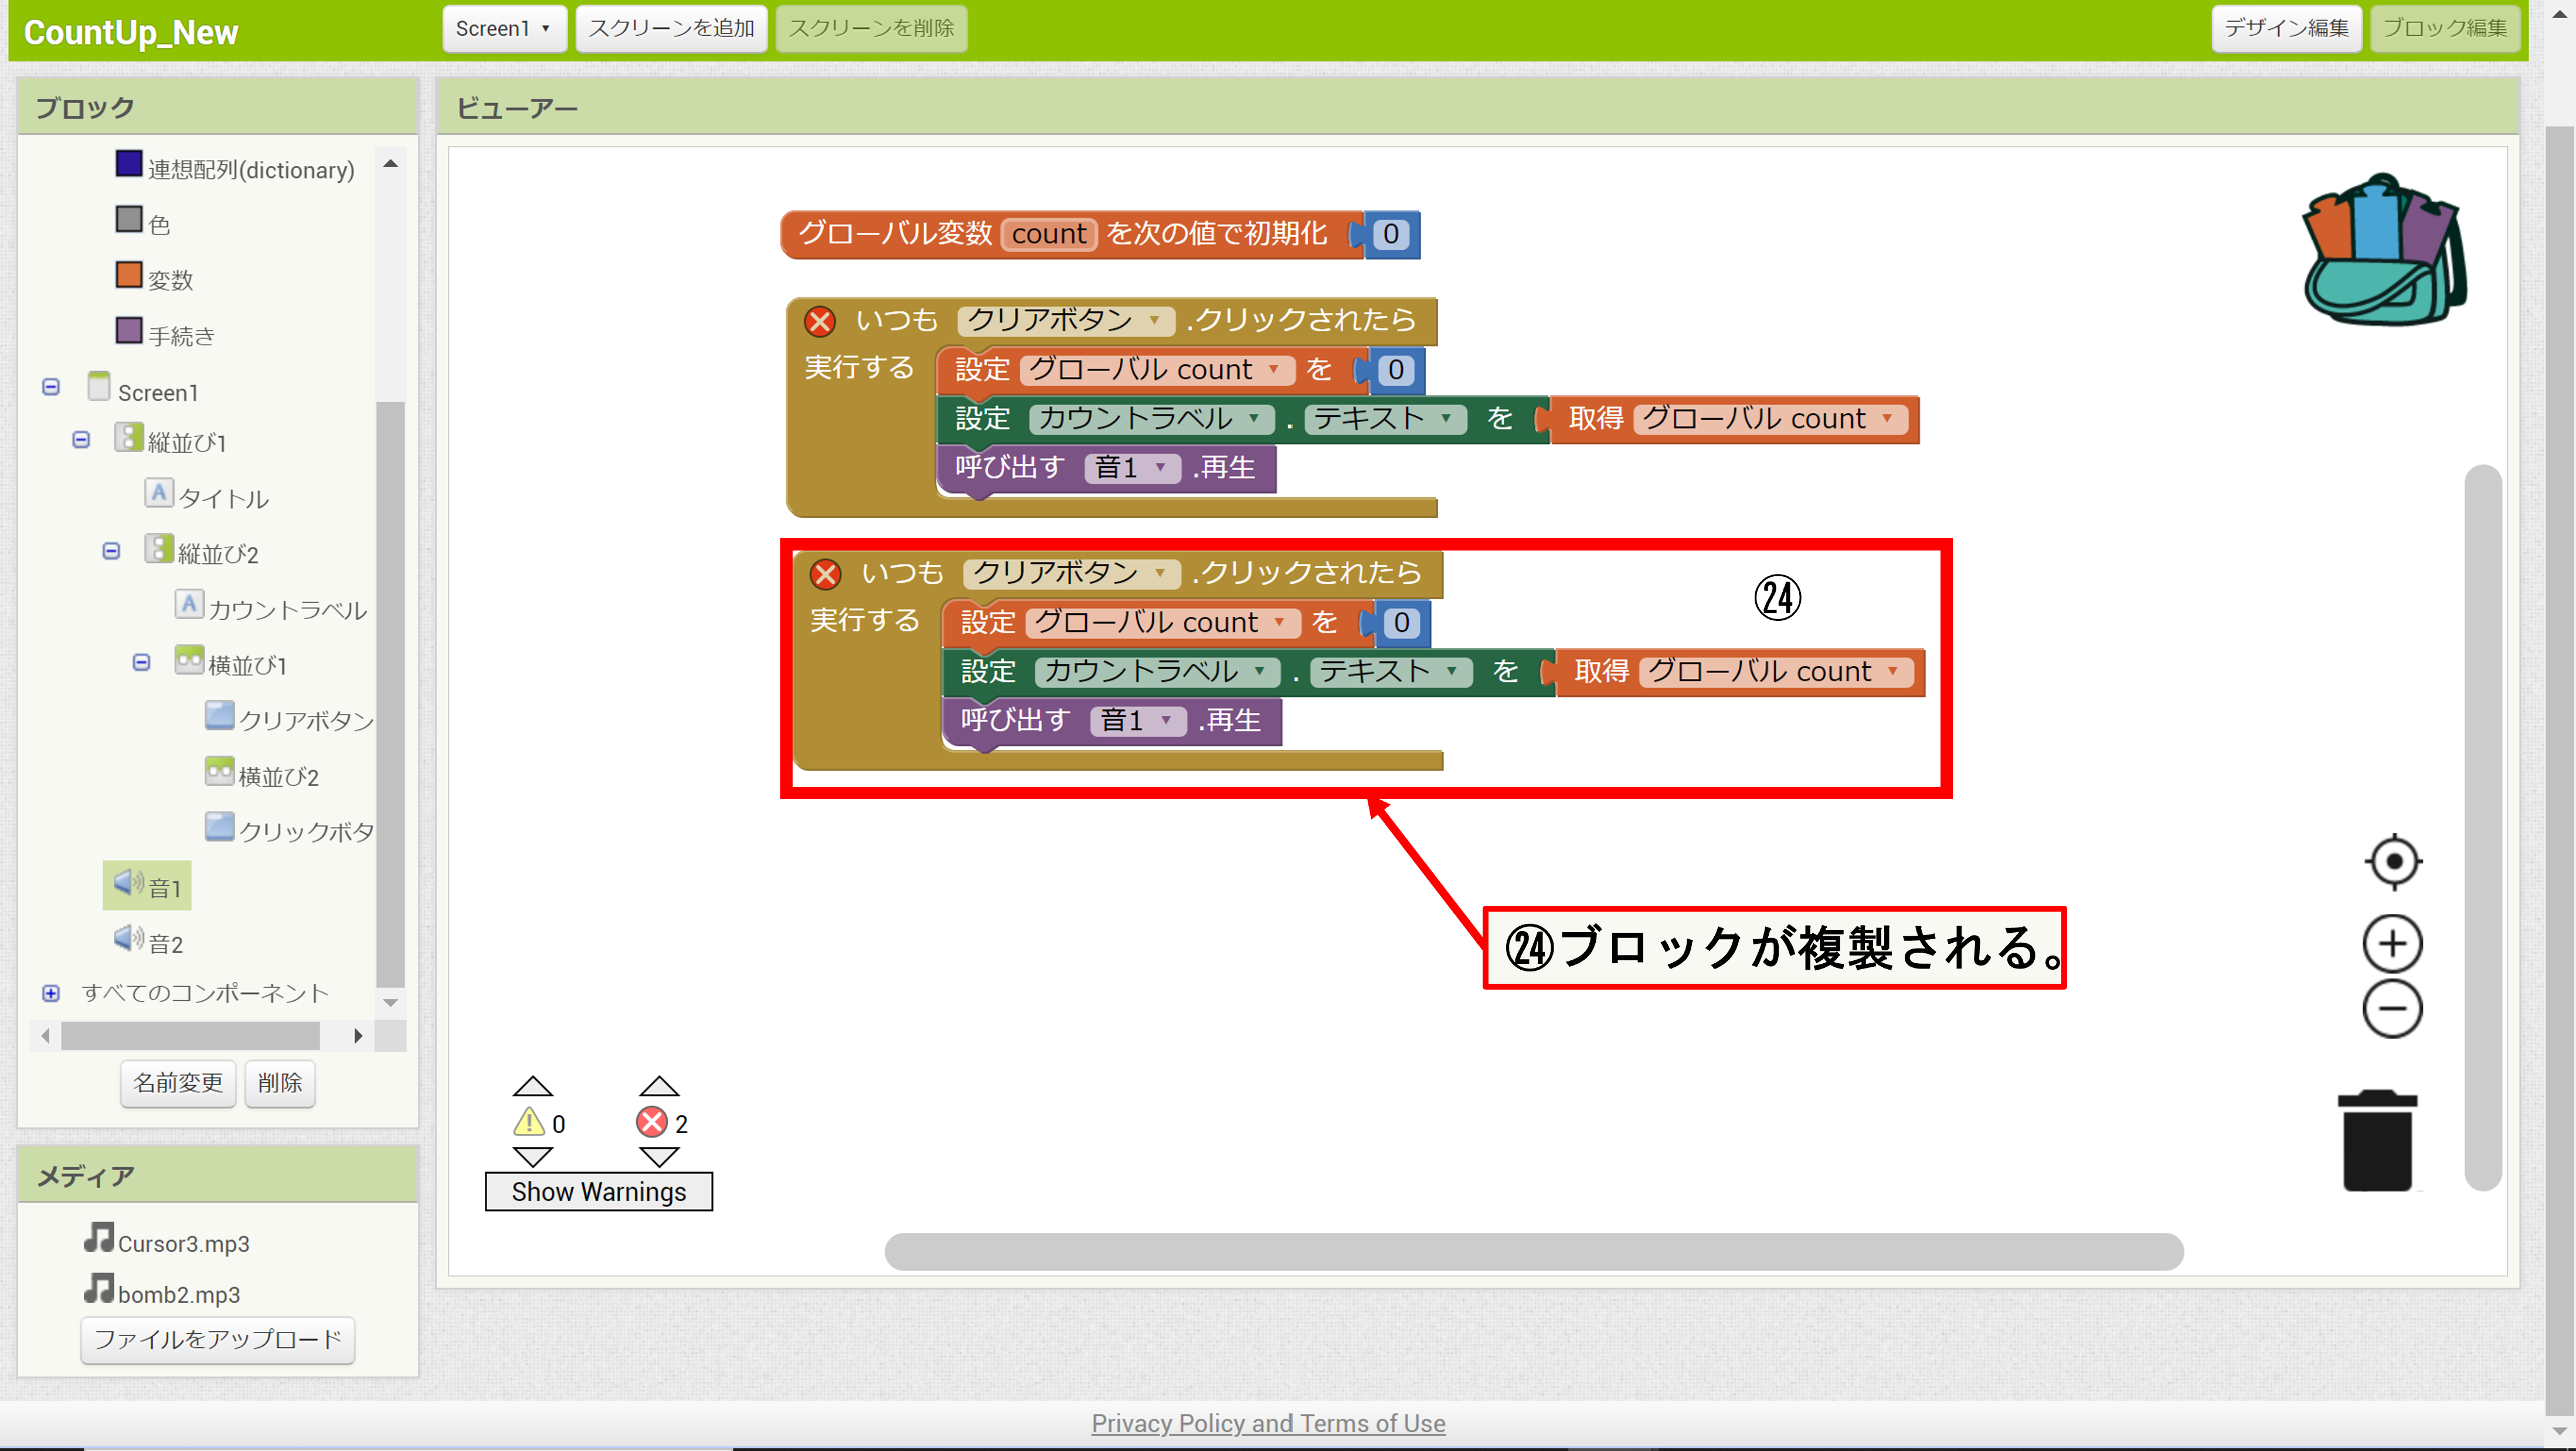 CountUp_New
Screen1 ▾
スクリーンを追加
スクリーンを削除
デザイン編集
ブロック編集
ブロック
連想配列(dictionary)
色
変数
手続き
Screen1
縦並び1
タイトル
縦並び2
カウントラベル
横並び1
クリアボタン
横並び2
クリックボタ
音1
音2
すべてのコンポーネント
名前変更
削除
メディア
Cursor3.mp3
bomb2.mp3
ファイルをアップロード
ビューアー
グローバル変数 count を次の値で初期化 0
いつも クリアボタン .クリックされたら
実行する 設定 グローバル count を 0
設定 カウントラベル . テキスト を 取得 グローバル count
呼び出す 音1 .再生
いつも クリアボタン .クリックされたら
㉔
実行する 設定 グローバル count を 0
設定 カウントラベル . テキスト を 取得 グローバル count
呼び出す 音1 .再生
㉔ブロックが複製される。
0 2
Show Warnings
Privacy Policy and Terms of Use